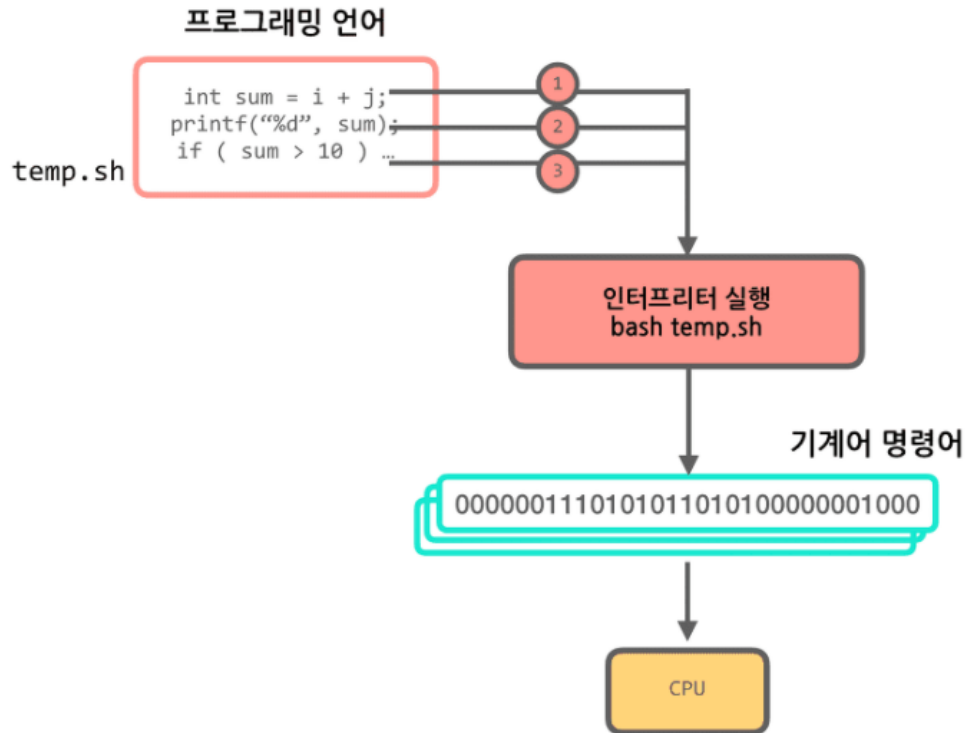 프로그래밍 언어
int sum = i + j;
printf(“%d”, sum);
if ( sum > 10 ) …
temp.sh
1
2
3
인터프리터 실행
bash temp.sh
기계어 명령어
00000011101010110101000000001000
CPU